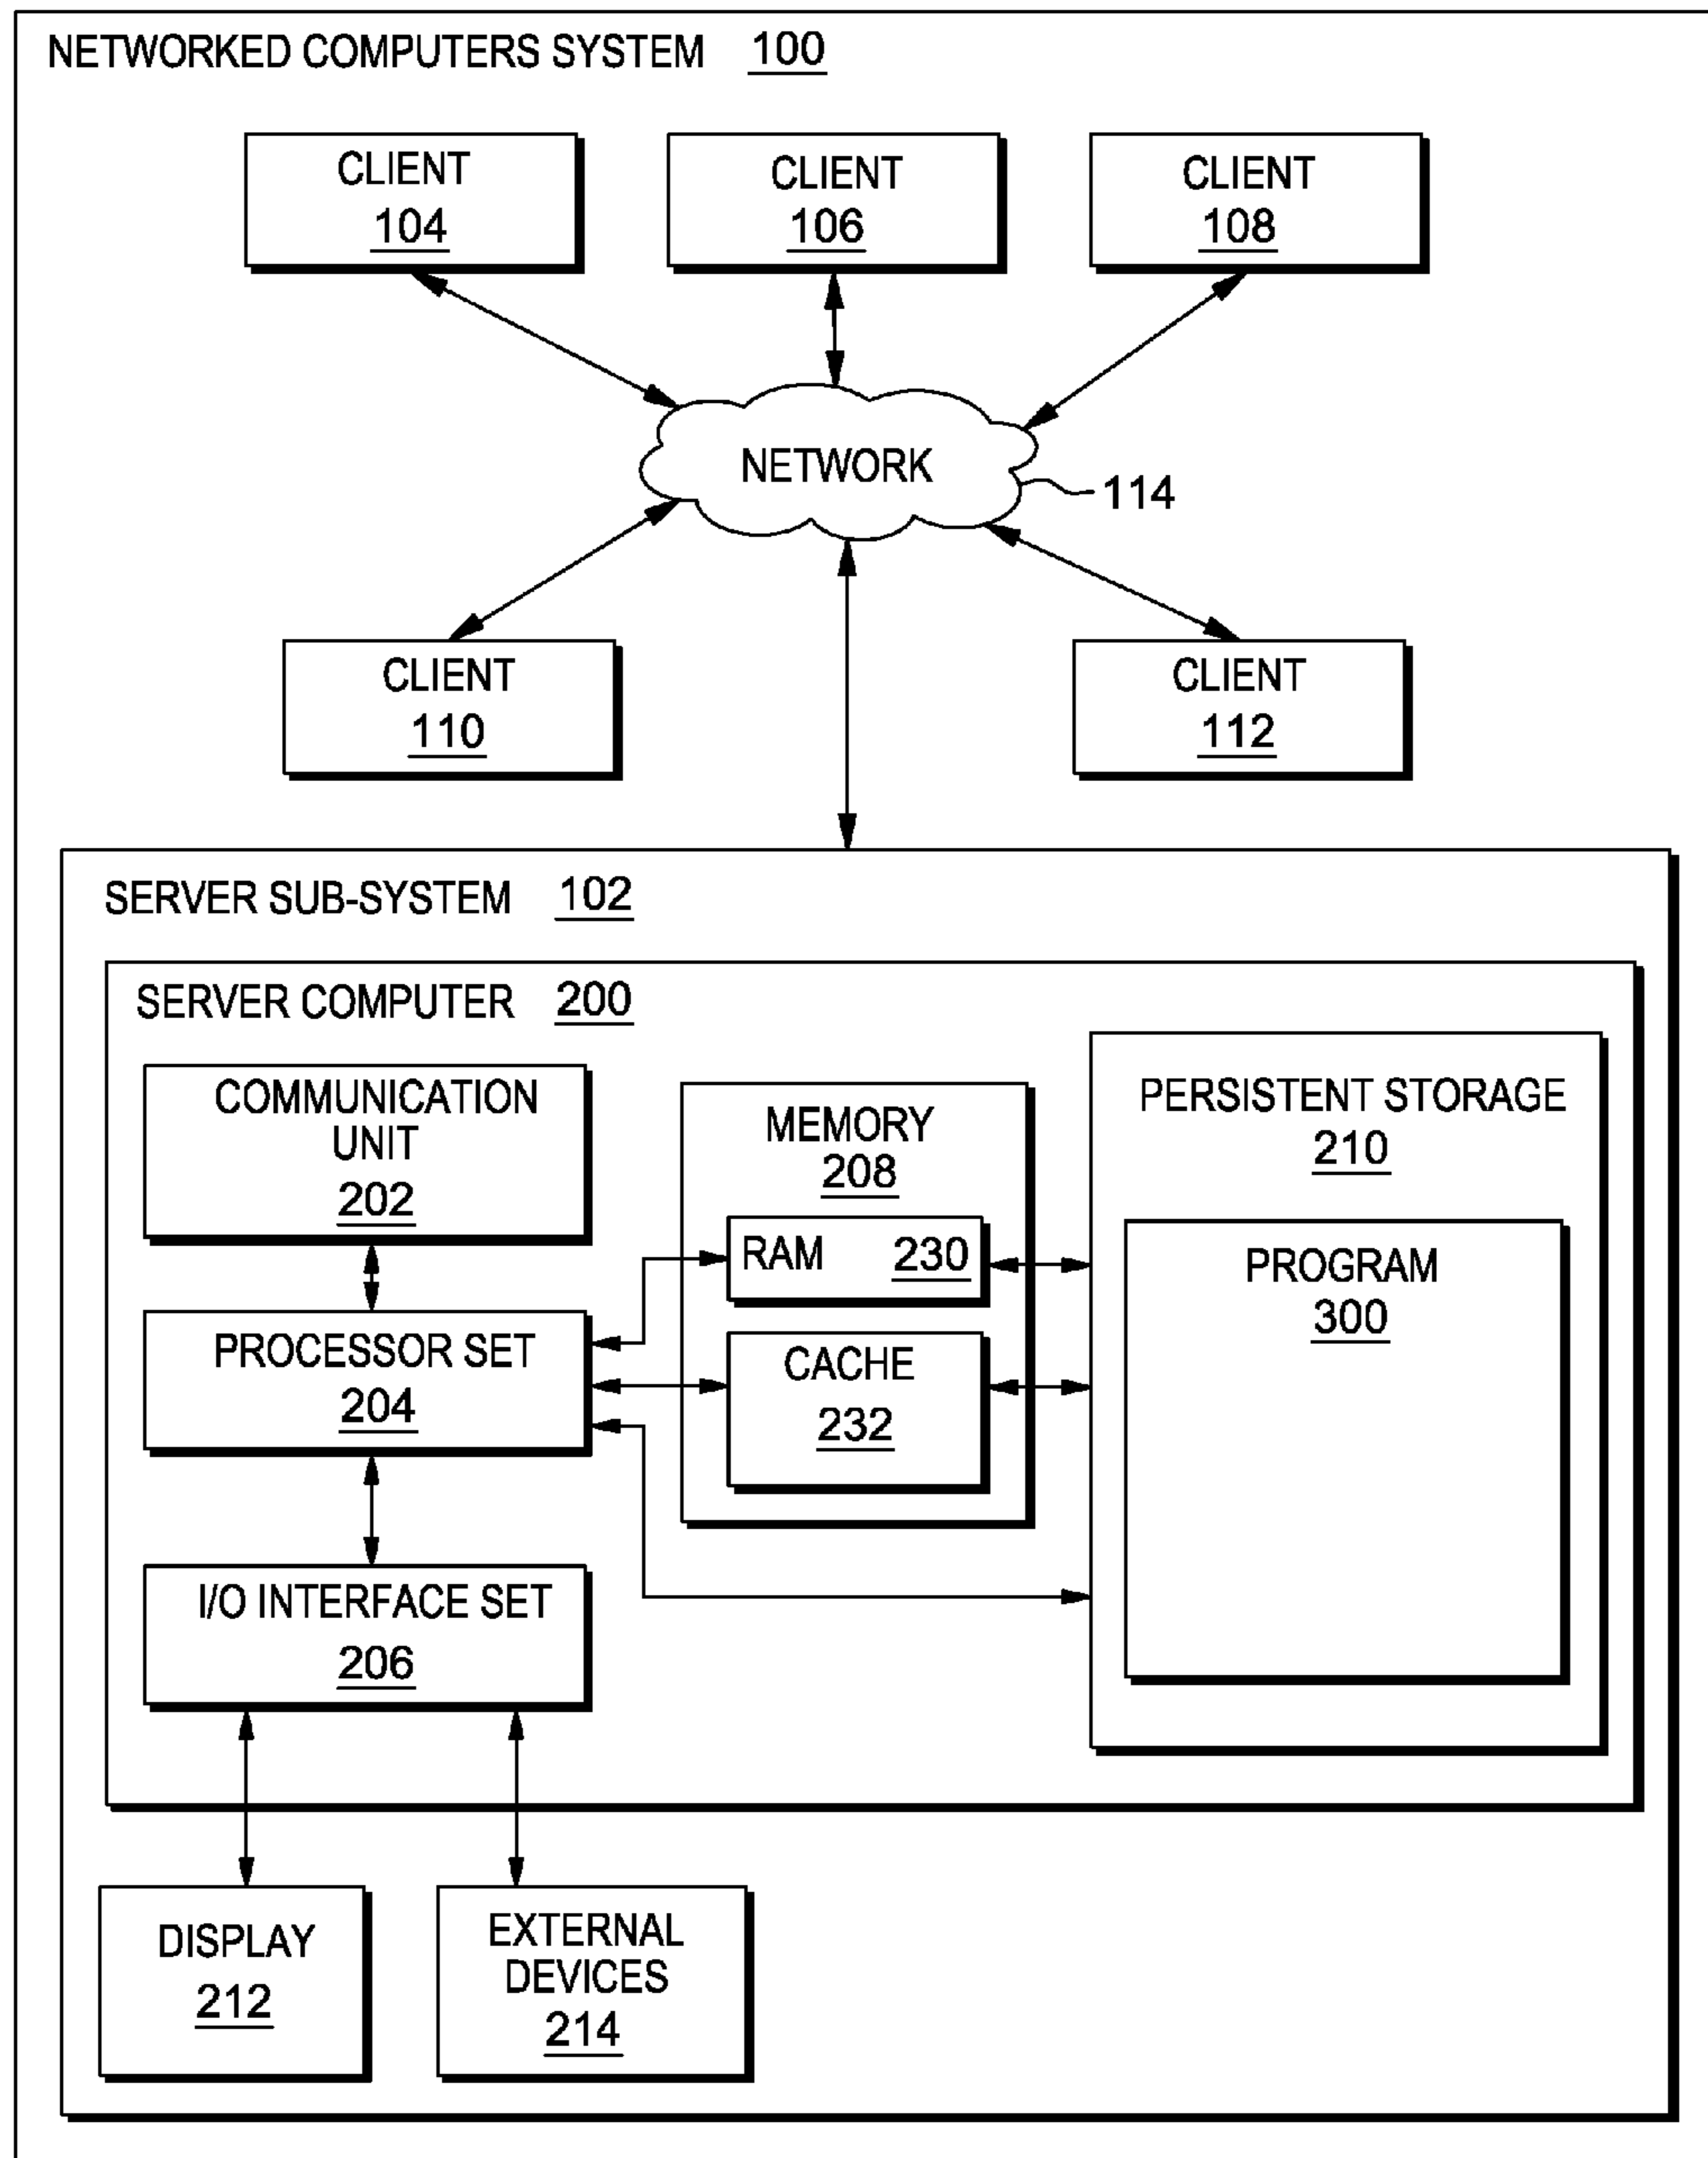 NETWORKED COMPUTERS SYSTEM 100
CLIENT
104
CLIENT
106
CLIENT
108
NETWORK
114
CLIENT
110
CLIENT
112
SERVER SUB-SYSTEM 102
SERVER COMPUTER 200
COMMUNICATION
UNIT
202
PROCESSOR SET
204
I/O INTERFACE SET
206
MEMORY
208
RAM 230
CACHE
232
PERSISTENT STORAGE
210
PROGRAM
300
DISPLAY
212
EXTERNAL
DEVICES
214